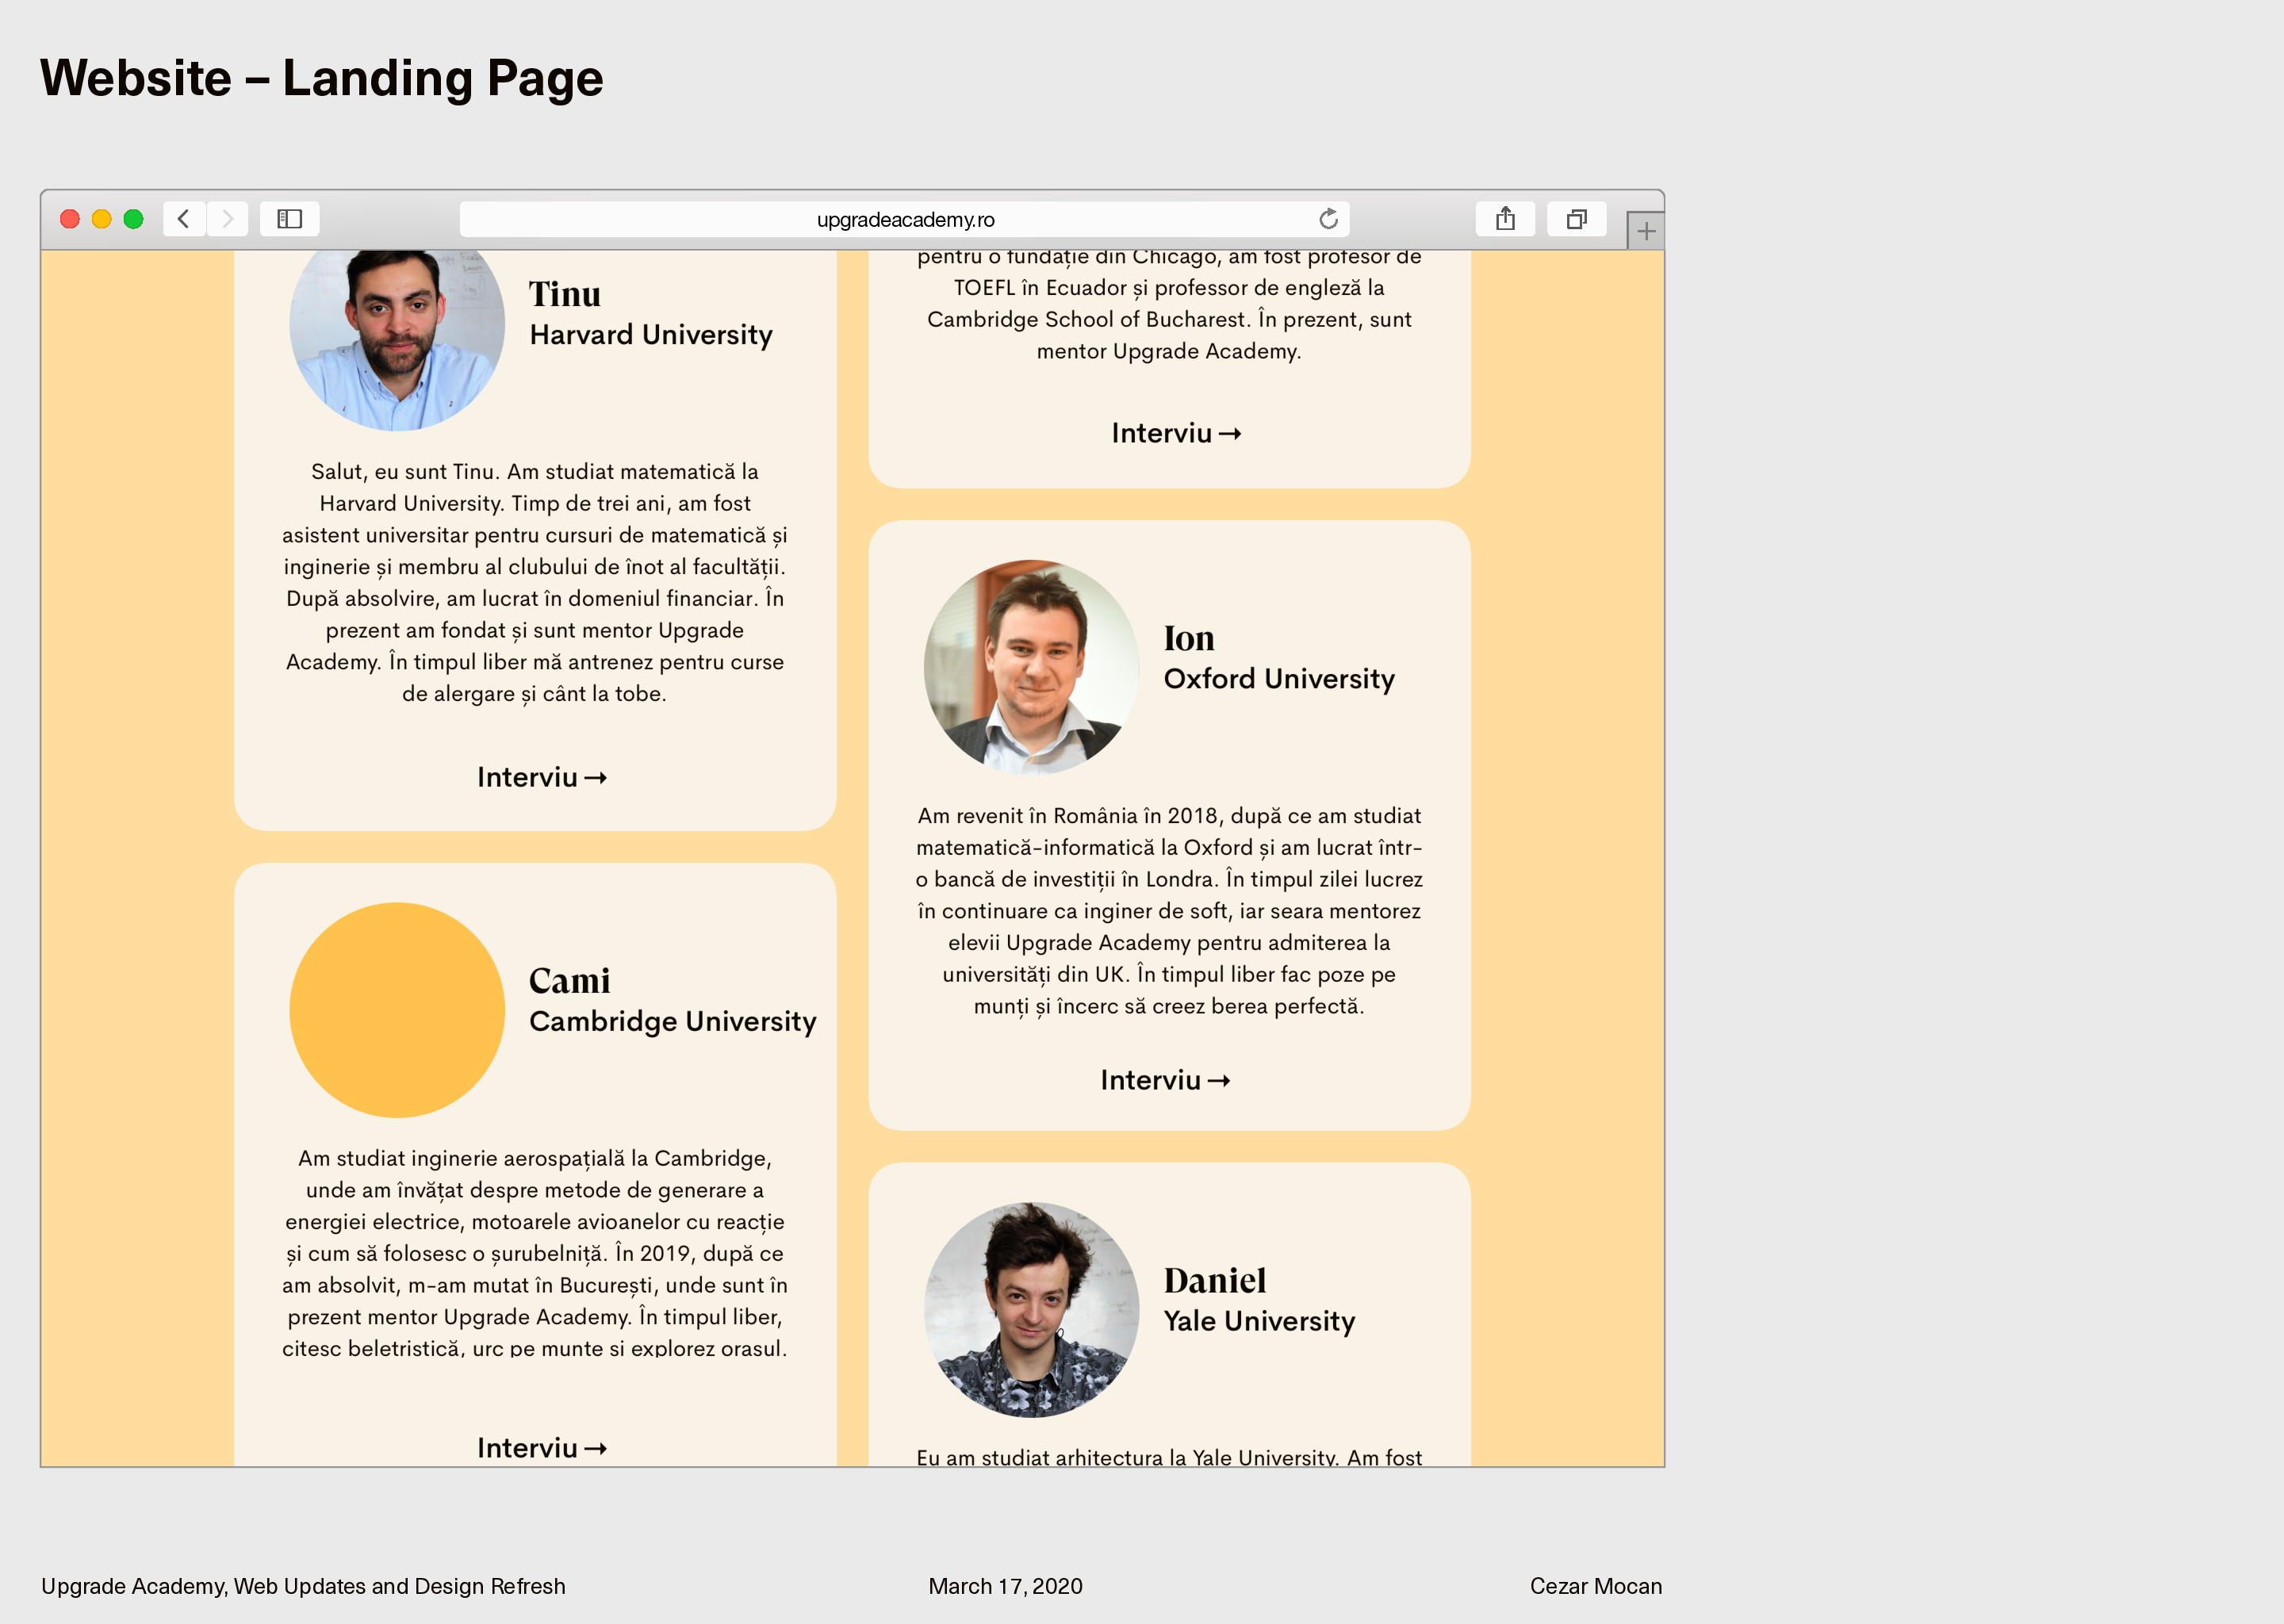 Website – Landing Page
upgradeacademy.ro
Tinu
Harvard University
Salut, eu sunt Tinu. Am studiat matematică la
Harvard University. Timp de trei ani, am fost
asistent universitar pentru cursuri de matematică și
inginerie și membru al clubului de înot al facultății.
După absolvire, am lucrat în domeniul financiar. În
prezent am fondat și sunt mentor Upgrade
Academy. În timpul liber mă antrenez pentru curse
de alergare și cânt la tobe.
Interviu →
Cami
Cambridge University
Am studiat inginerie aerospațială la Cambridge,
unde am învățat despre metode de generare a
energiei electrice, motoarele avioanelor cu reacție
și cum să folosesc o șurubelniță. În 2019, după ce
am absolvit, m-am mutat în București, unde sunt în
prezent mentor Upgrade Academy. În timpul liber,
citesc beletristică, urc pe munte și explorez orașul.
Interviu →
pentru o fundație din Chicago, am fost profesor de
TOEFL în Ecuador și professor de engleză la
Cambridge School of Bucharest. În prezent, sunt
mentor Upgrade Academy.
Interviu →
Ion
Oxford University
Am revenit în România în 2018, după ce am studiat
matematică-informatică la Oxford și am lucrat într-
o bancă de investiții în Londra. În timpul zilei lucrez
în continuare ca inginer de soft, iar seara mentorez
elevii Upgrade Academy pentru admiterea la
universități din UK. În timpul liber fac poze pe
munți și încerc să creez berea perfectă.
Interviu →
Daniel
Yale University
Eu am studiat arhitectura la Yale University. Am fost
Upgrade Academy, Web Updates and Design Refresh
March 17, 2020
Cezar Mocan